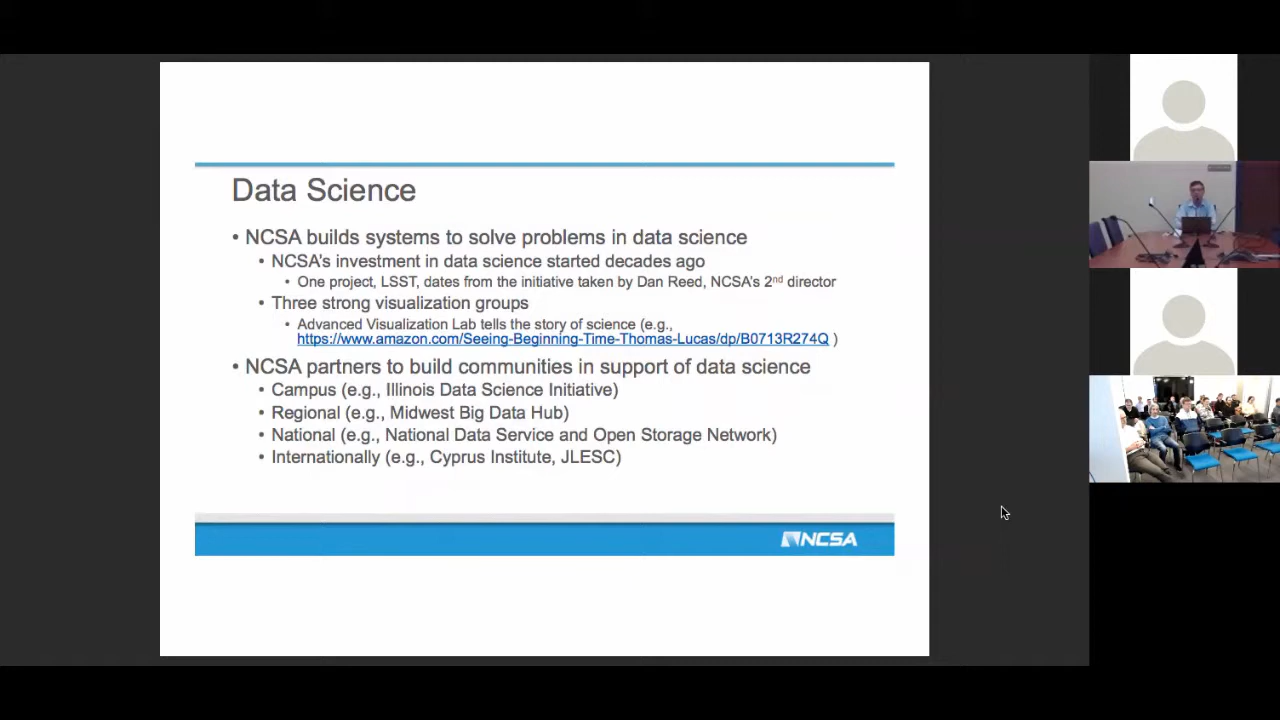 Data Science
• NCSA builds systems to solve problems in data science
• NCSA's investment in data science started decades ago
• One project, LSST, dates from the initiative taken by Dan Reed, NCSA's 2nd director
• Three strong visualization groups
• Advanced Visualization Lab tells the story of science (e.g.,
https://www.amazon.com/Seeing-Beginning-Time-Thomas-Lucas/dp/B0713R274Q )
• NCSA partners to build communities in support of data science
• Campus (e.g., Illinois Data Science Initiative)
• Regional (e.g., Midwest Big Data Hub)
• National (e.g., National Data Service and Open Storage Network)
• Internationally (e.g., Cyprus Institute, JLESC)
NCSA